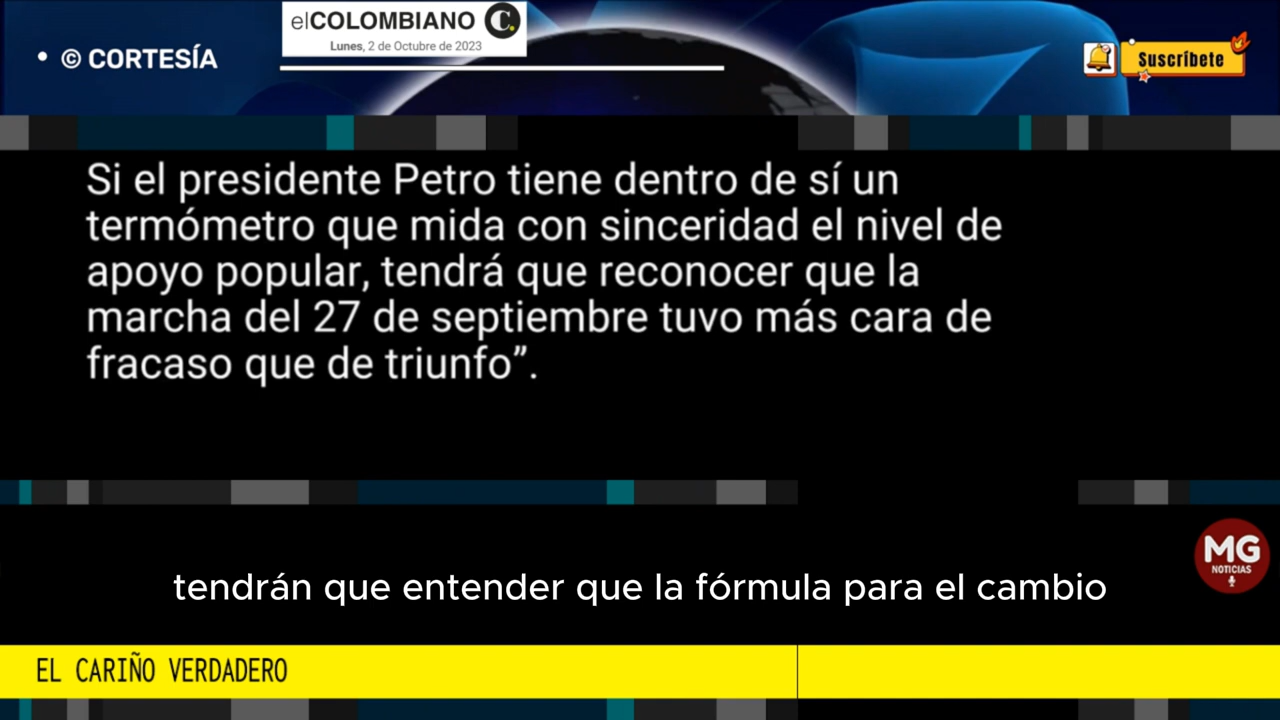 • © CORTESÍA
elCOLOMBIANO C.
Lunes, 2 de Octubre de 2023
Suscríbete
Si el presidente Petro tiene dentro de sí un
termómetro que mida con sinceridad el nivel de
apoyo popular, tendrá que reconocer que la
marcha del 27 de septiembre tuvo más cara de
fracaso que de triunfo”.
MG
NOTICIAS
tendrán que entender que la fórmula para el cambio
EL CARIÑO VERDADERO